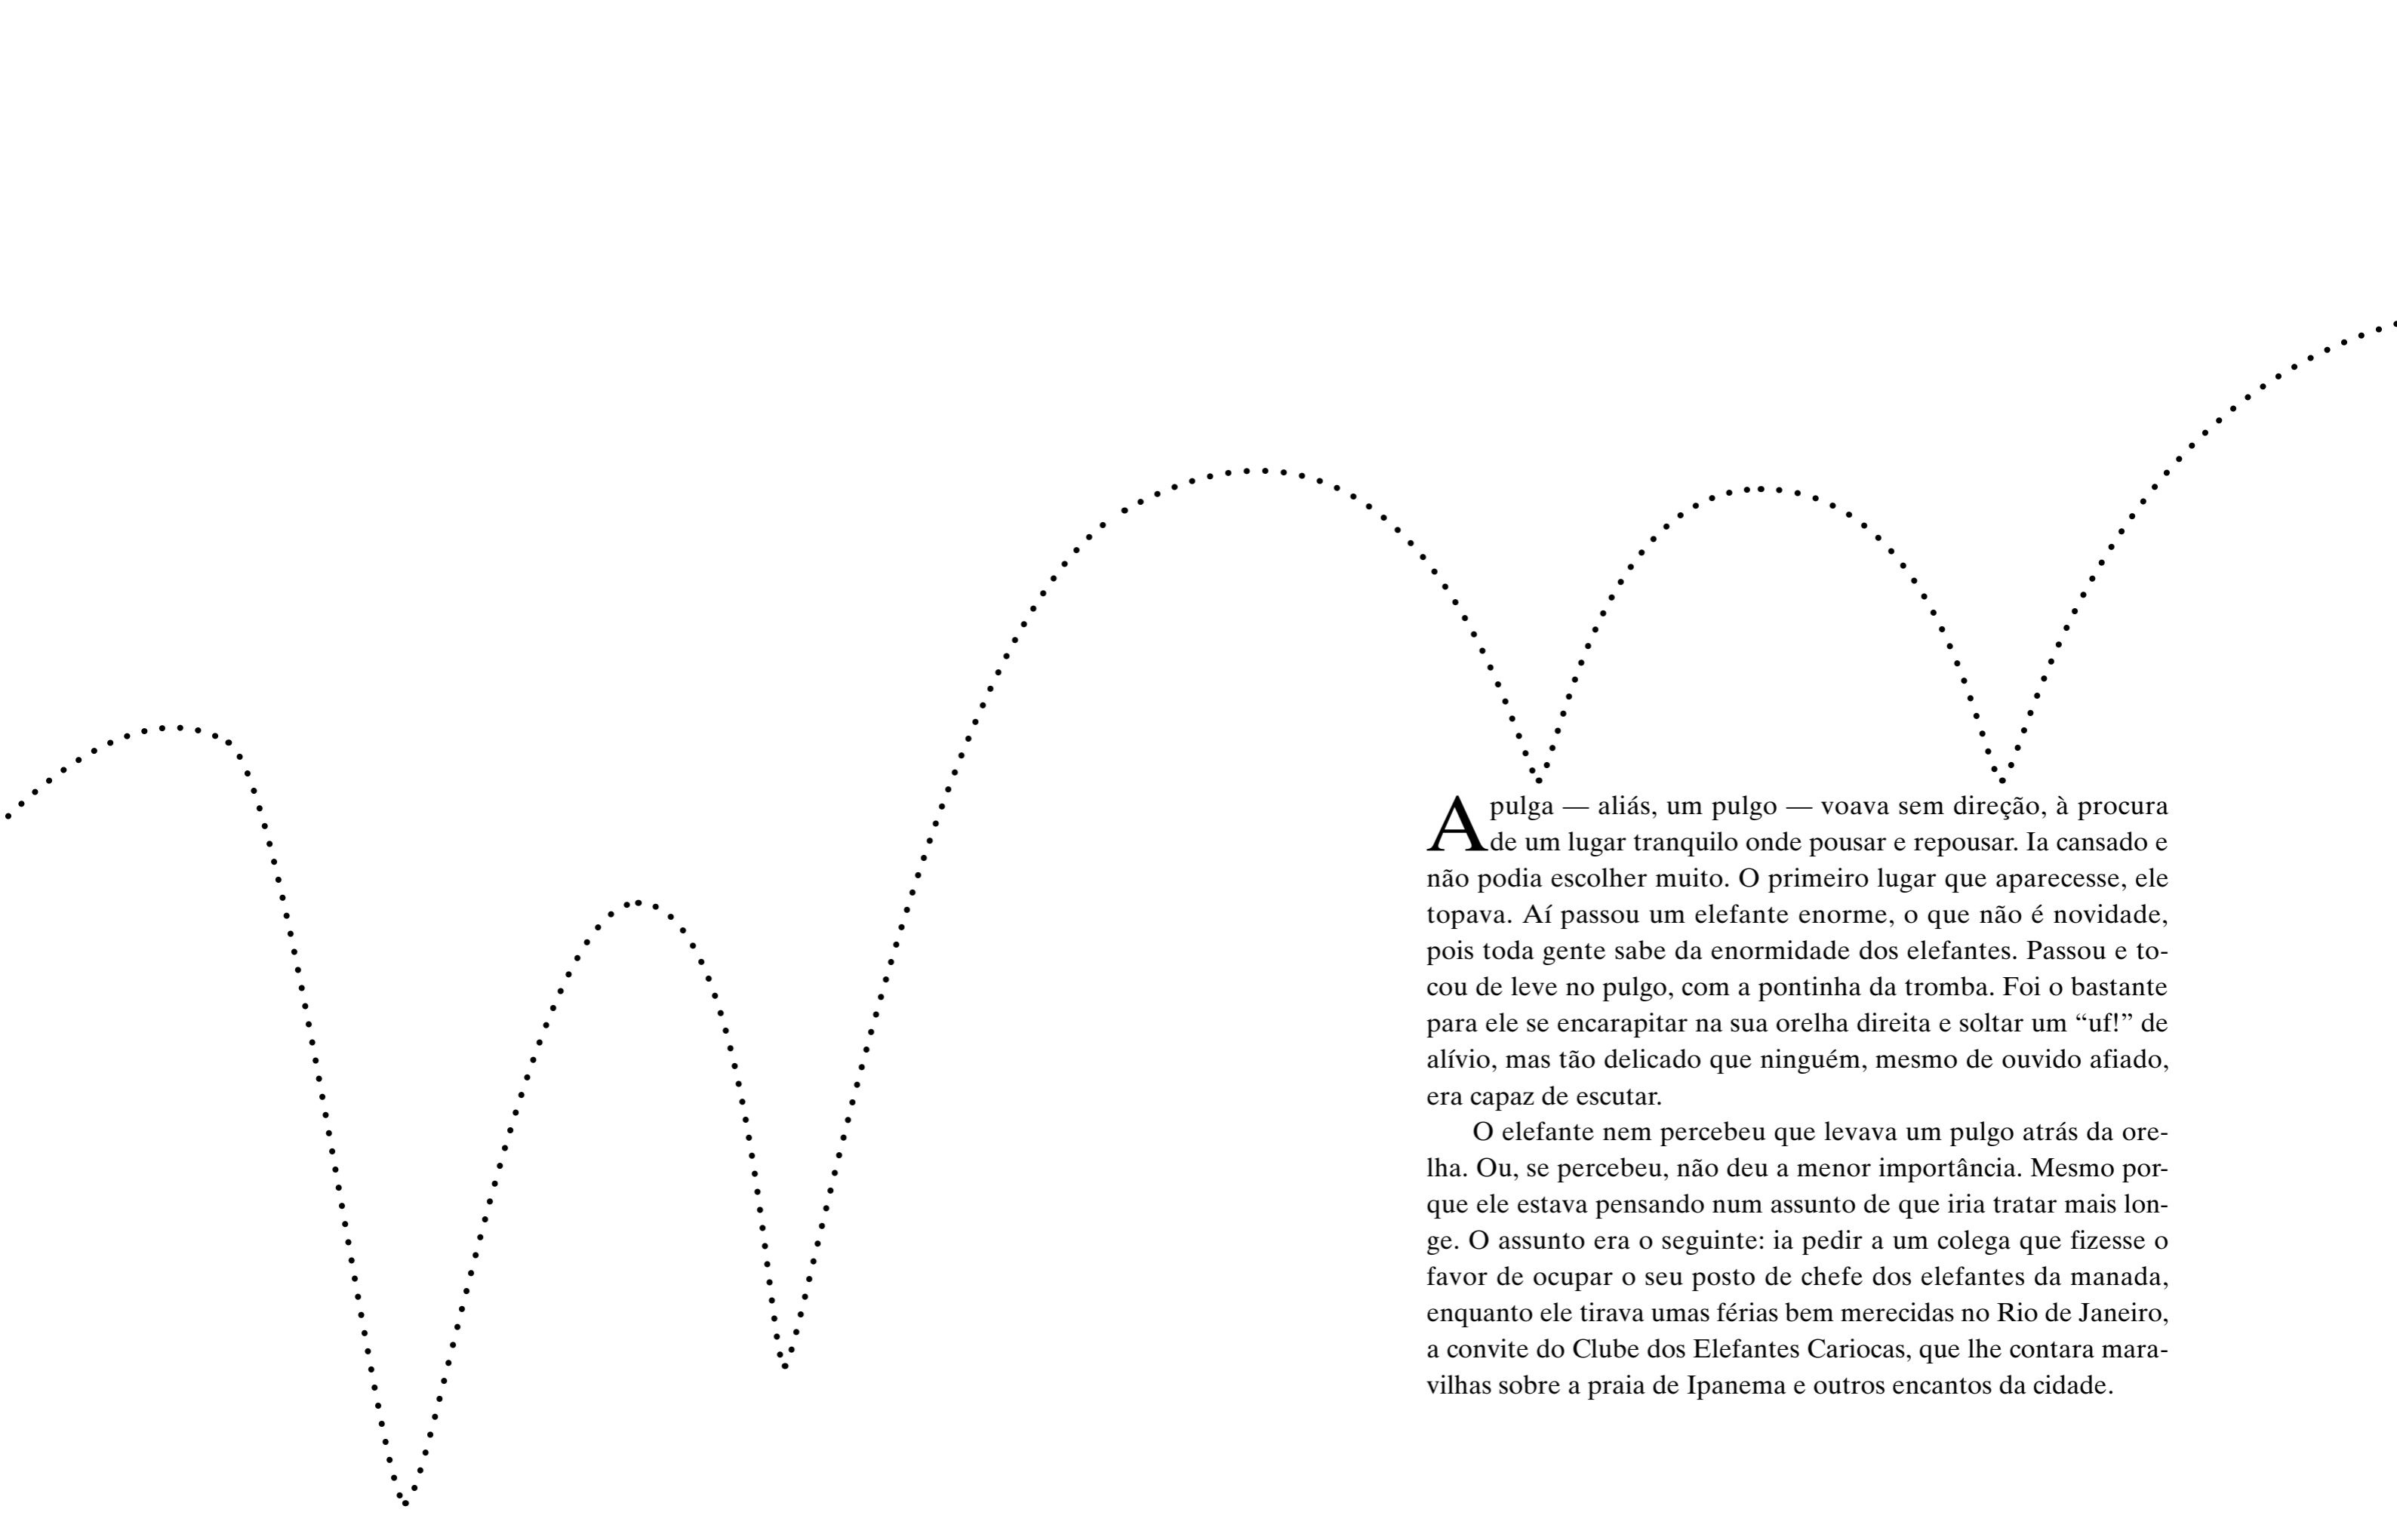 A pulga — aliás, um pulgo — voava sem direção, à procura
de um lugar tranquilo onde pousar e repousar. Ia cansado e
não podia escolher muito. O primeiro lugar que aparecesse, ele
topava. Aí passou um elefante enorme, o que não é novidade,
pois toda gente sabe da enormidade dos elefantes. Passou e to-
cou de leve no pulgo, com a pontinha da tromba. Foi o bastante
para ele se encarapitar na sua orelha direita e soltar um “uf!” de
alívio, mas tão delicado que ninguém, mesmo de ouvido afiado,
era capaz de escutar.
O elefante nem percebeu que levava um pulgo atrás da ore-
lha. Ou, se percebeu, não deu a menor importância. Mesmo por-
que ele estava pensando num assunto de que iria tratar mais lon-
ge. O assunto era o seguinte: ia pedir a um colega que fizesse o
favor de ocupar o seu posto de chefe dos elefantes da manada,
enquanto ele tirava umas férias bem merecidas no Rio de Janeiro,
a convite do Clube dos Elefantes Cariocas, que lhe contara mara-
vilhas sobre a praia de Ipanema e outros encantos da cidade.